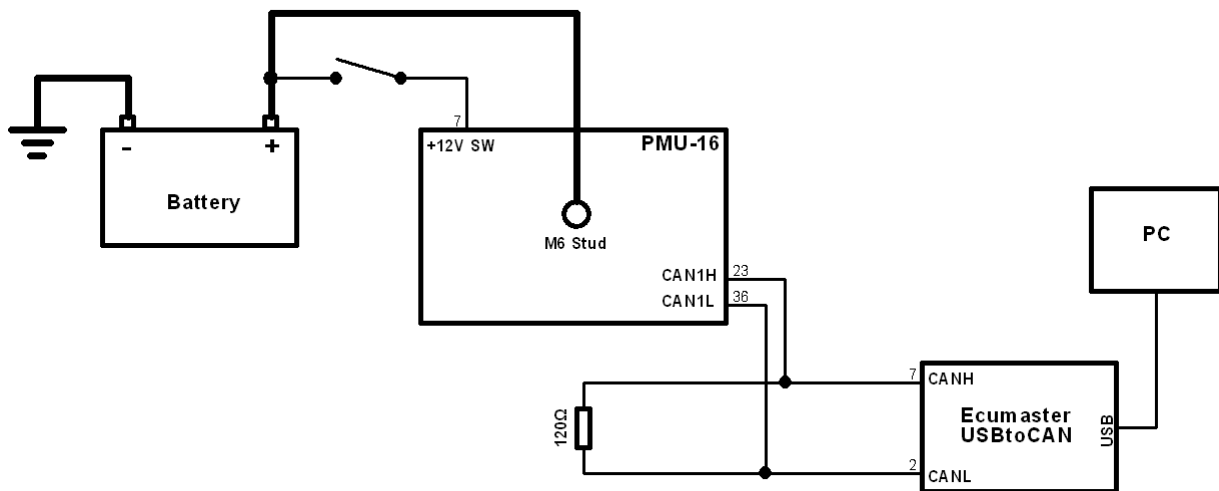 7
+12V SW
PMU-16
-
+
Battery
M6 Stud
PC
CAN1H
23
CAN1L
36
120Ω
7
CANH
Ecumaster
USBtoCAN
USB
2
CANL